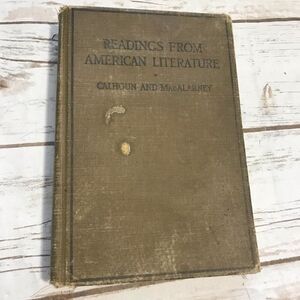 READINGS FROM
AMERICAN LITERATURE
CALHOUN AND MACALARNEY